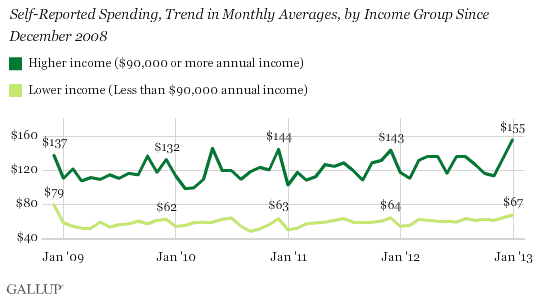 Self-Reported Spending, Trend in Monthly Averages, by Income Group Since
December 2008
Higher income ($90,000 or more annual income)
Lower income (Less than $90,000 annual income)
$160
$137
$132
$144
$143
$155
$120
$80
$79
$62
$63
$64
$67
$40
Jan '09
Jan '10
Jan '11
Jan '12
Jan '13
GALLUP®